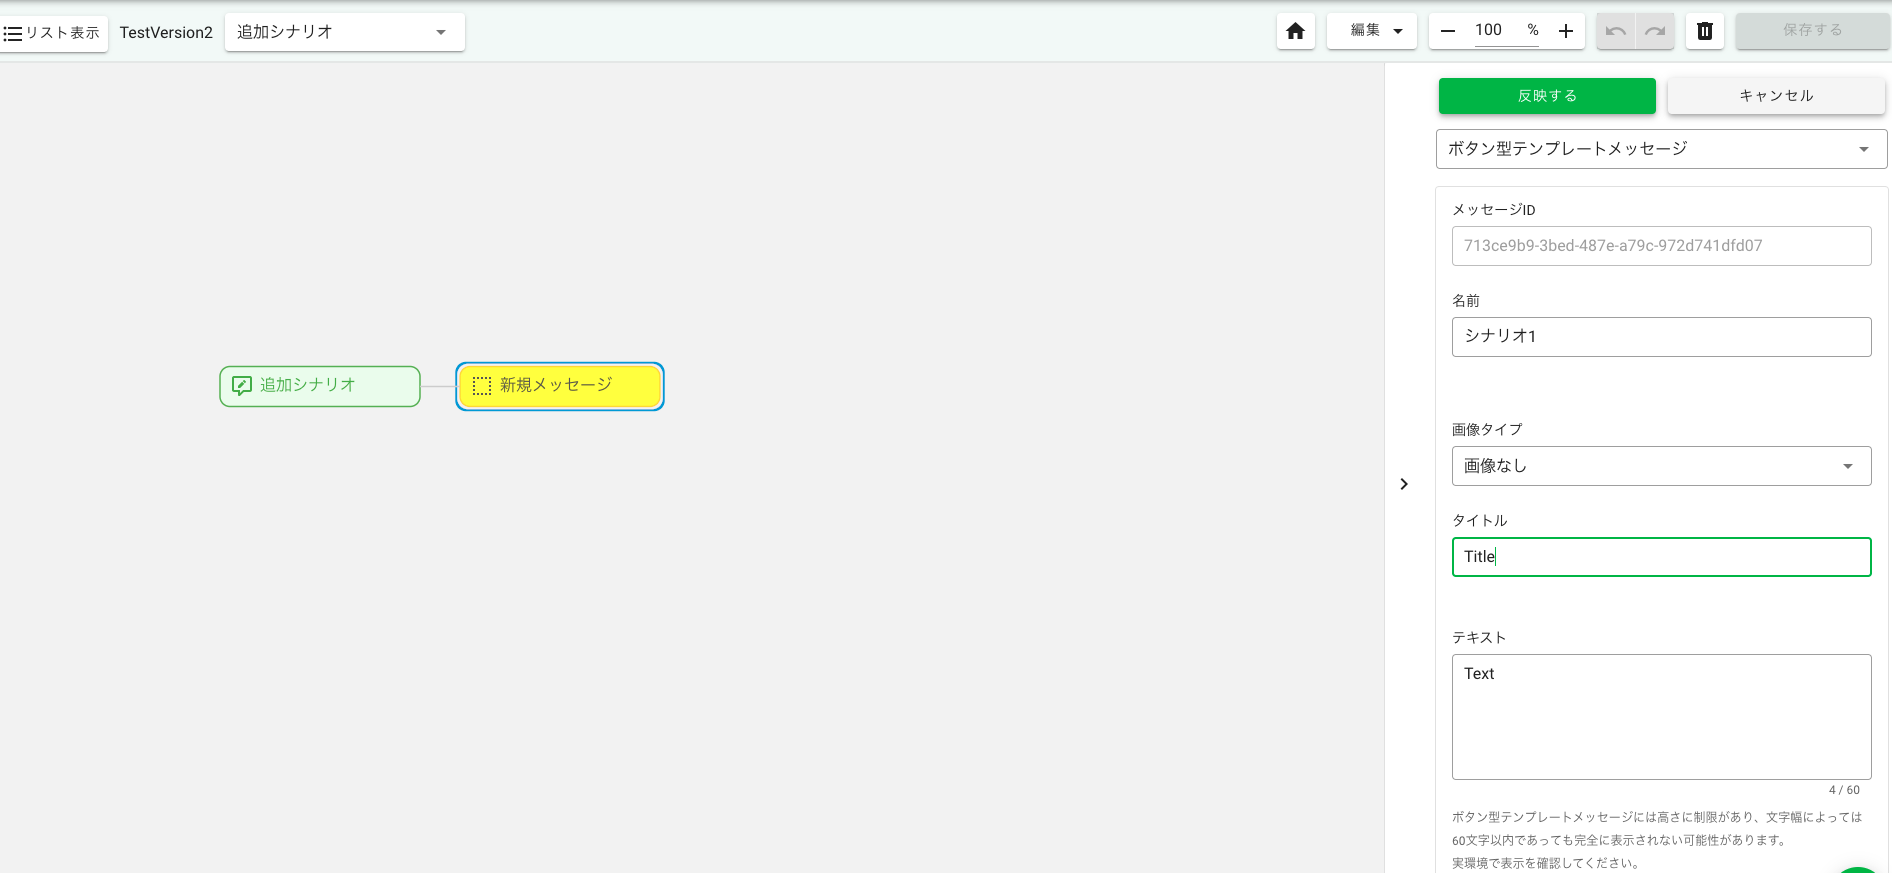 リスト表示
TestVersion2
追加シナリオ
編集
100 %
保存する
反映する
キャンセル
ボタン型テンプレートメッセージ
メッセージID
713ce9b9-3bed-487e-a79c-972d741dfd07
名前
シナリオ1
追加シナリオ
新規メッセージ
画像タイプ
画像なし
タイトル
Title
テキスト
Text
4 / 60
ボタン型テンプレートメッセージには高さに制限があり、文字幅によっては
60文字以内であっても完全に表示されない可能性があります。
実環境で表示を確認してください。